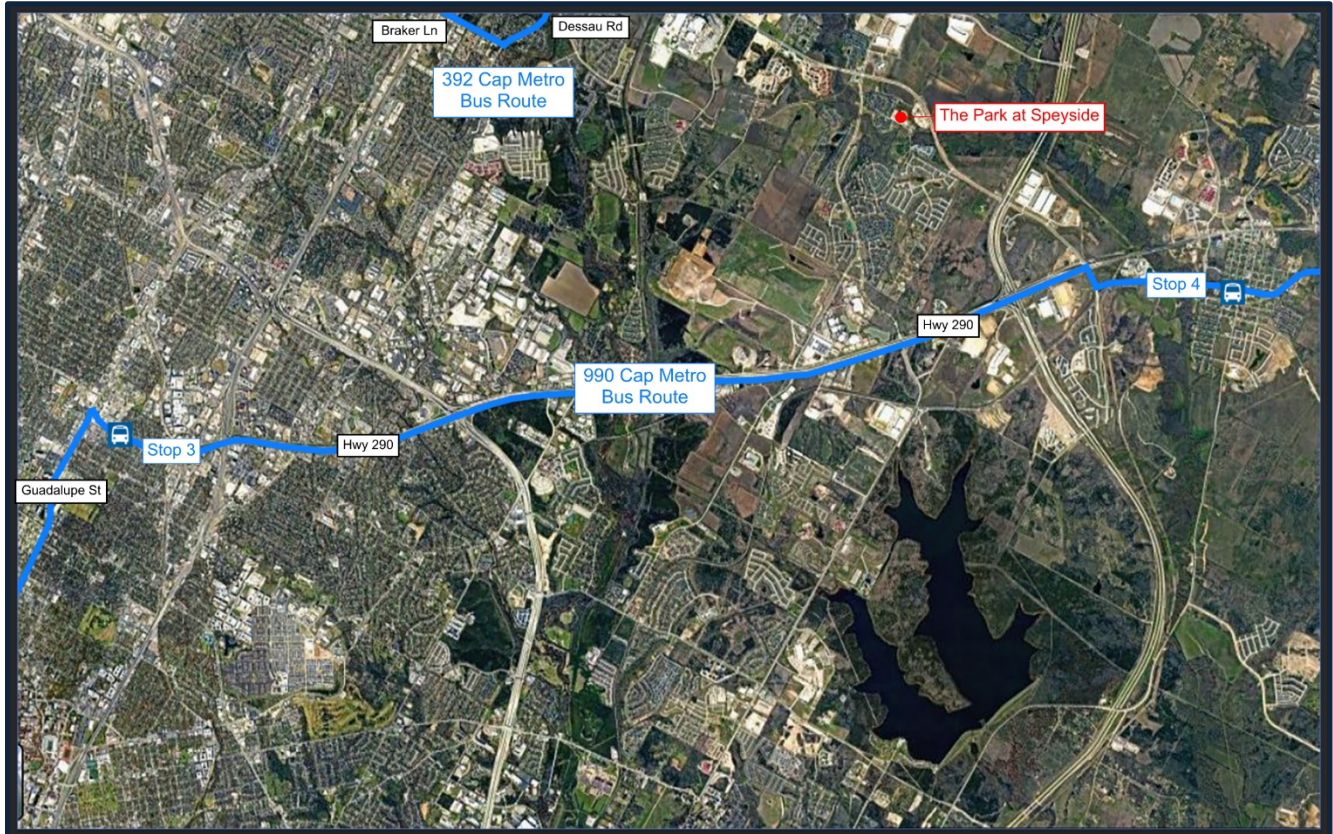 Braker Ln
Dessau Rd
392 Cap Metro
Bus Route
The Park at Speyside
Stop 4
Hwy 290
990 Cap Metro
Bus Route
Hwy 290
Stop 3
Guadalupe St